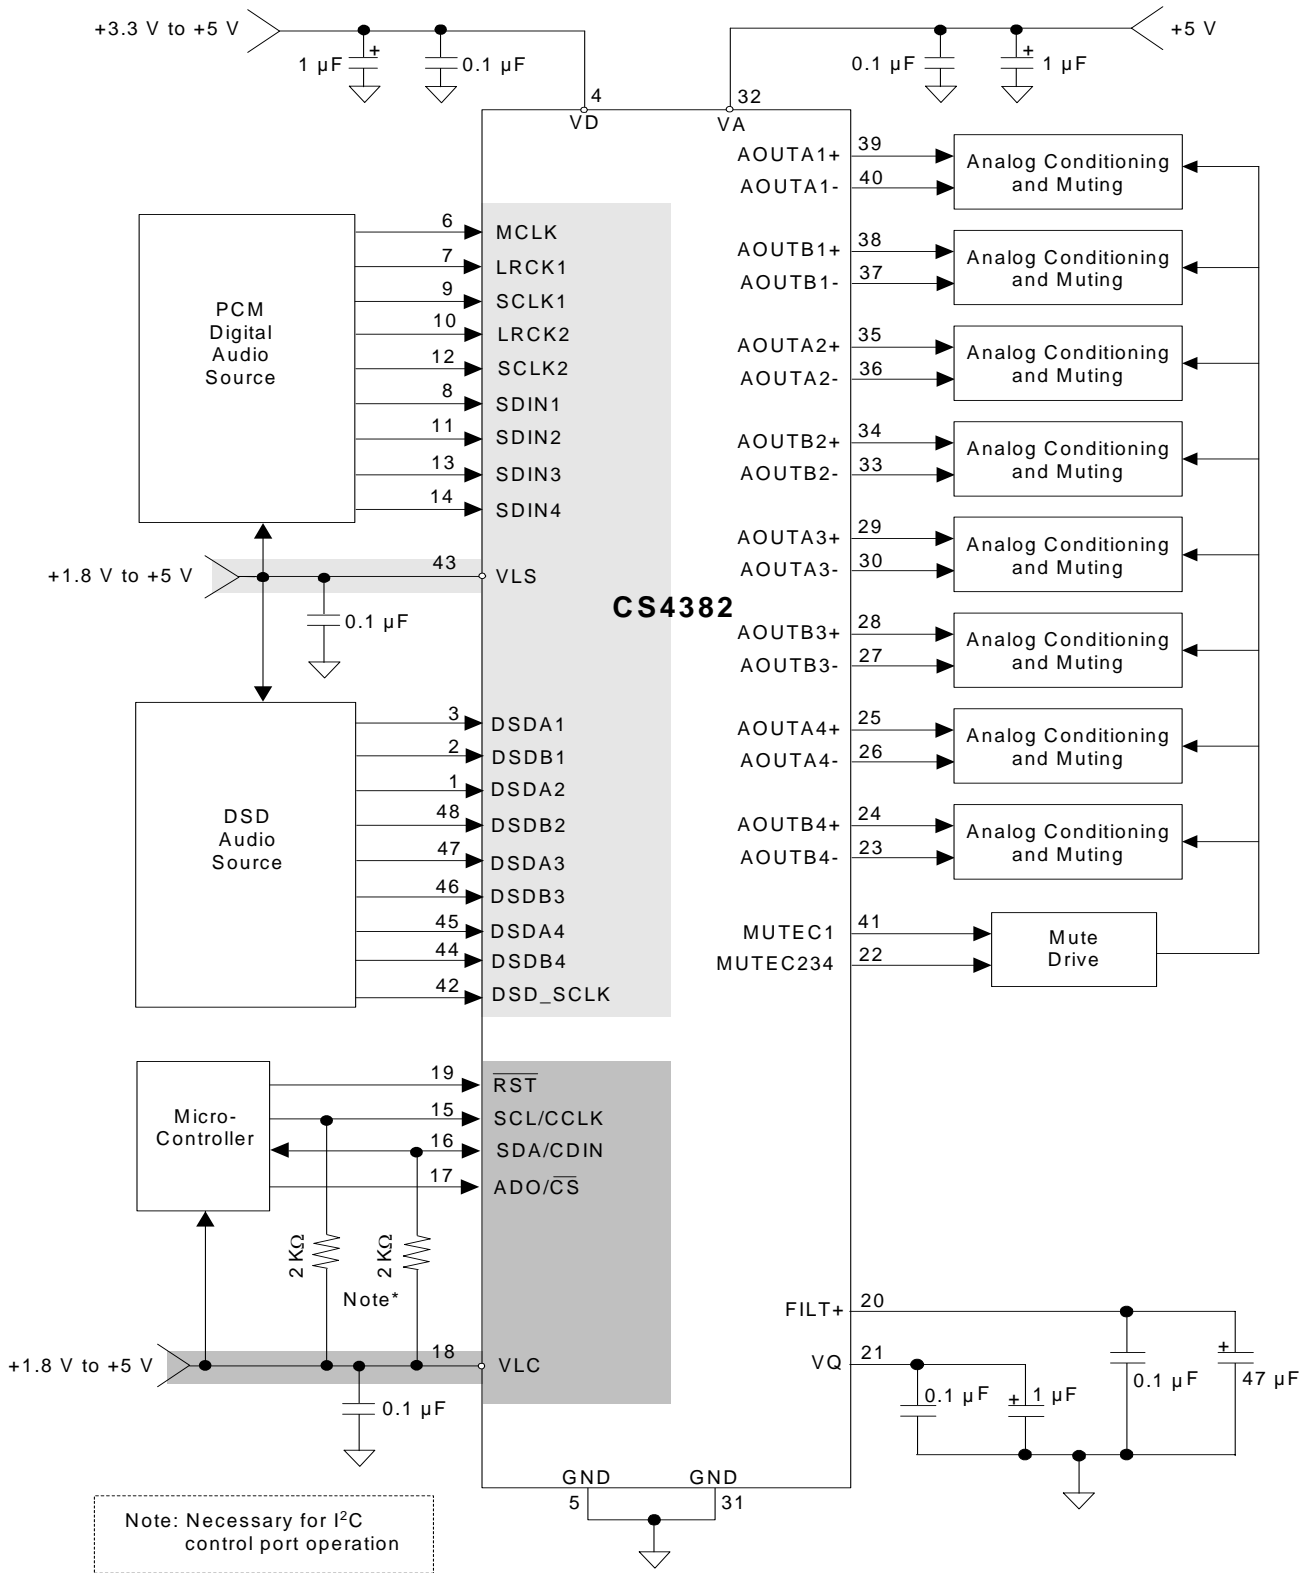 +3.3 V to +5 V
1 µF
+
0.1 µF
0.1 µF
+
1 µF
+5 V
4
VD
32
VA
PCM
Digital
Audio
Source
6
MCLK
7
LRCK1
9
SCLK1
10
LRCK2
12
SCLK2
8
SDIN1
11
SDIN2
13
SDIN3
14
SDIN4
+1.8 V to +5 V
43
VLS
0.1 µF
CS4382
DSD
Audio
Source
3
DSDA1
2
DSDB1
1
DSDA2
48
DSDB2
47
DSDA3
46
DSDB3
45
DSDA4
44
DSDB4
42
DSD_SCLK
Micro-
Controller
19
RST
15
SCL/CCLK
16
SDA/CDIN
17
ADO/CS
2 KΩ
2 KΩ
Note*
+1.8 V to +5 V
18
VLC
0.1 µF
AOUTA1+
39
AOUTA1-
40
Analog Conditioning
and Muting
AOUTB1+
38
AOUTB1-
37
Analog Conditioning
and Muting
AOUTA2+
35
AOUTA2-
36
Analog Conditioning
and Muting
AOUTB2+
34
AOUTB2-
33
Analog Conditioning
and Muting
AOUTA3+
29
AOUTA3-
30
Analog Conditioning
and Muting
AOUTB3+
28
AOUTB3-
27
Analog Conditioning
and Muting
AOUTA4+
25
AOUTA4-
26
Analog Conditioning
and Muting
AOUTB4+
24
AOUTB4-
23
Analog Conditioning
and Muting
MUTEC1
41
MUTEC234
22
Mute
Drive
FILT+
20
VQ
21
0.1 µF
+
1 µF
0.1 µF
+
47 µF
GND
5
GND
31
Note: Necessary for I²C
control port operation